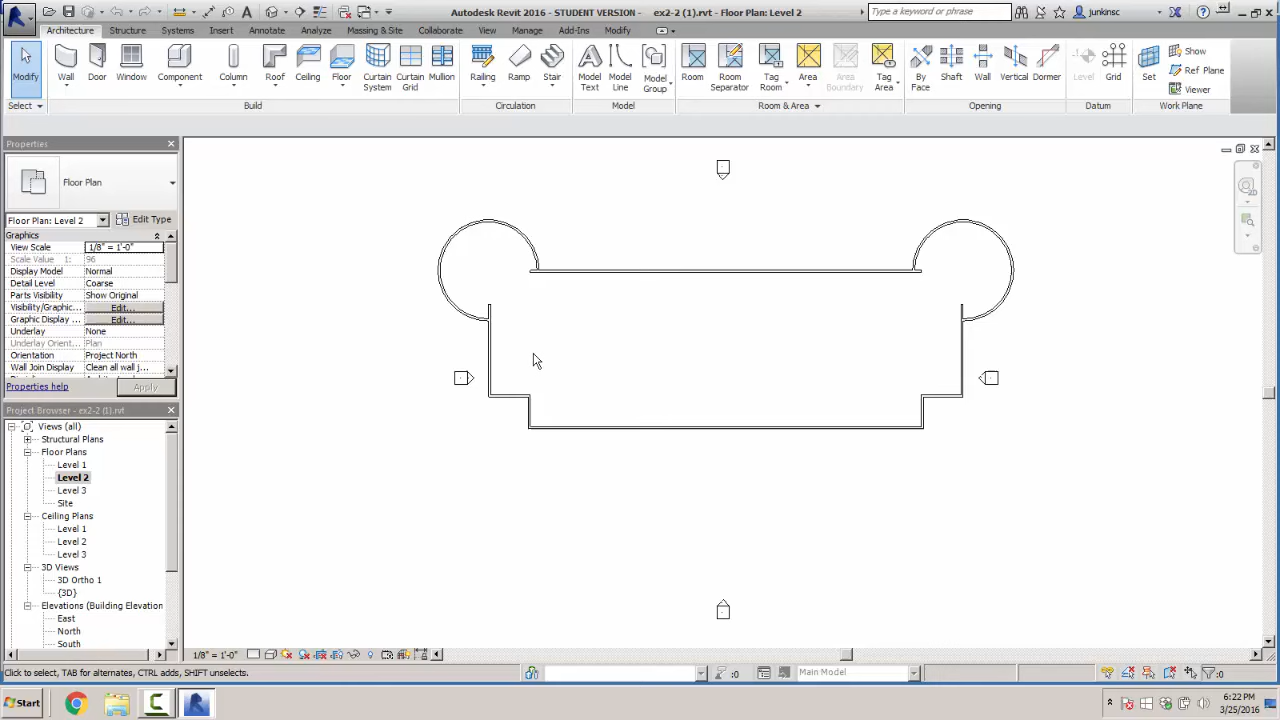 Autodesk Revit 2016 - STUDENT VERSION - ex2-2 (1).rvt - Floor Plan: Level 2
Type a keyword or phrase
junkinsc
Architecture Structure Systems Insert Annotate Analyze Massing & Site Collaborate View Manage Add-Ins Modify
Modify Wall Door Window Component Column Roof Ceiling Floor Curtain System Curtain Grid Mullion Railing Ramp Stair Model Text Model Line Model Group Room Room Separator Tag Room Area Area Boundary Tag Area By Face Shaft Wall Vertical Dormer Level Grid Set Show
Ref Plane
Viewer
Select Build Circulation Model Room & Area Opening Datum Work Plane
Properties
Floor Plan
Floor Plan: Level 2 Edit Type
Graphics
View Scale 1/8" = 1'-0"
Scale Value 1: 96
Display Model Normal
Detail Level Coarse
Parts Visibility Show Original
Visibility/Graphic... Edit...
Graphic Display ... Edit...
Underlay None
Underlay Orient... Plan
Orientation Project North
Wall Join Display Clean all wall j...
Properties help Apply
Project Browser - ex2-2 (1).rvt
Views (all)
Structural Plans
Floor Plans
Level 1
Level 2
Level 3
Site
Ceiling Plans
Level 1
Level 2
Level 3
3D Views
3D Ortho 1
{3D}
Elevations (Building Elevation
East
North
South
1/8" = 1'-0"
Click to select, TAB for alternates, CTRL adds, SHIFT unselects.
:0
Main Model
:0
Start
6:22 PM
3/25/2016